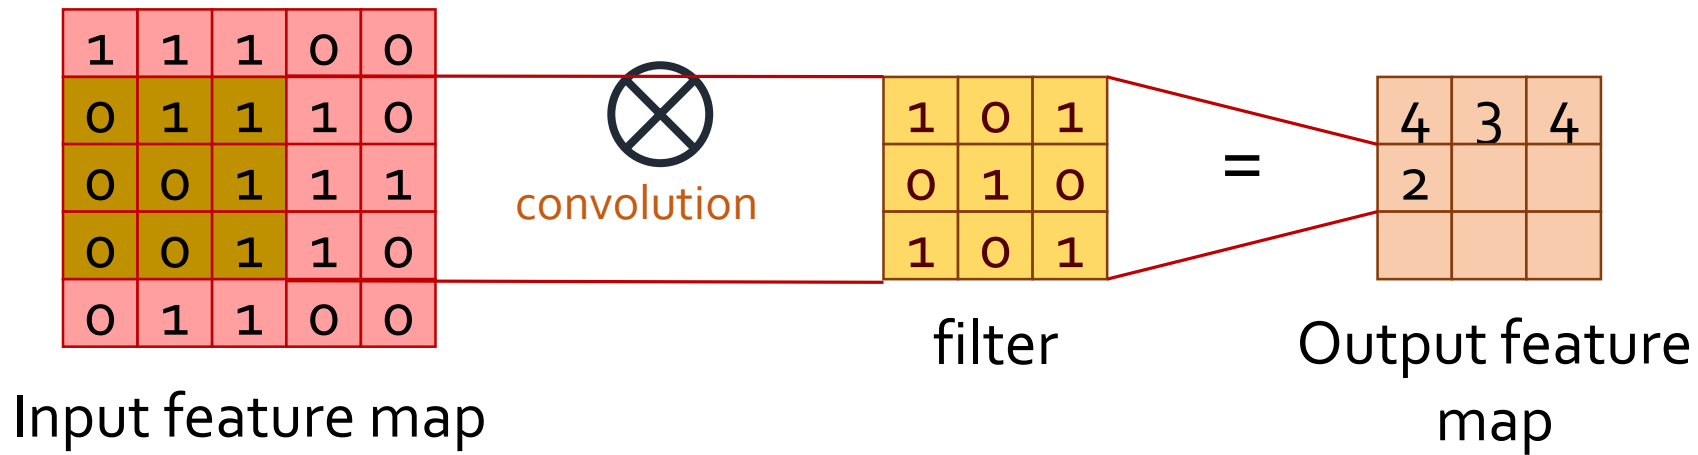 1 1 1 0 0
0 1 1 1 0
0 0 1 1 1
0 0 1 1 0
0 1 1 0 0
Input feature map
convolution
1 0 1
0 1 0
1 0 1
filter
=
4 3 4
2
Output feature
map